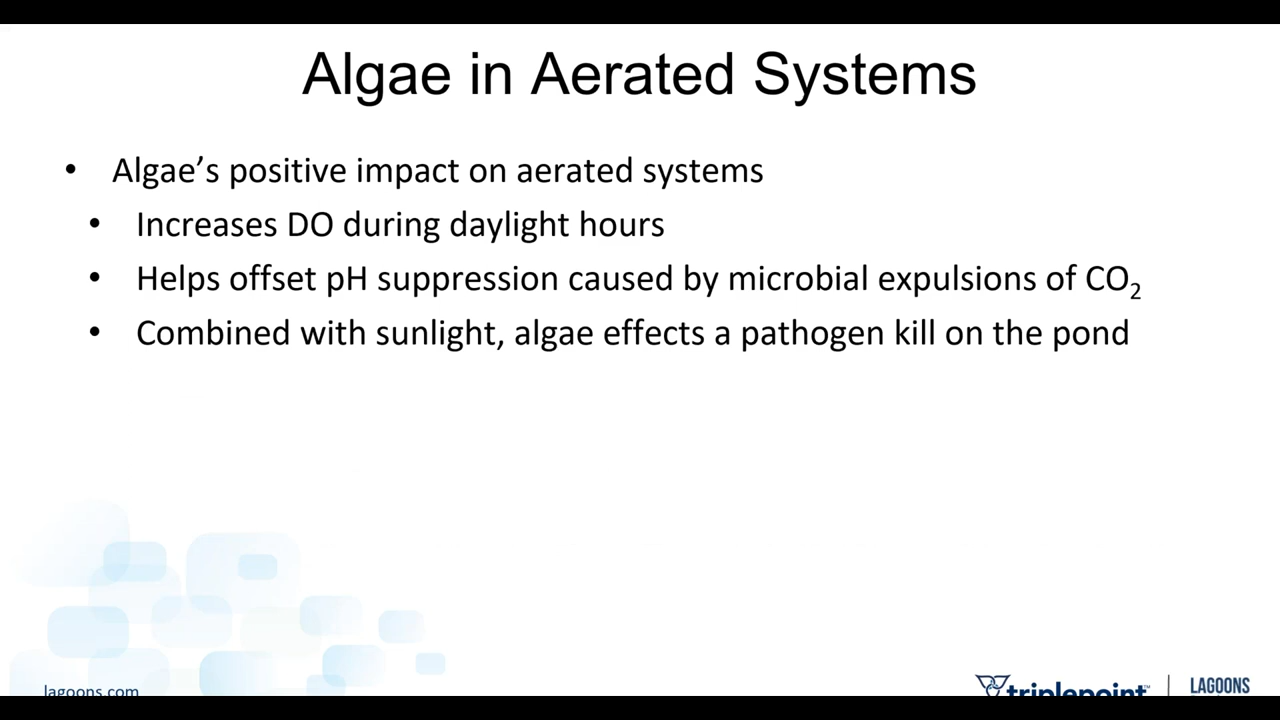 Algae in Aerated Systems
• Algae’s positive impact on aerated systems
• Increases DO during daylight hours
• Helps offset pH suppression caused by microbial expulsions of CO₂
• Combined with sunlight, algae effects a pathogen kill on the pond
lagoons.com
triplepoint™ | LAGOONS